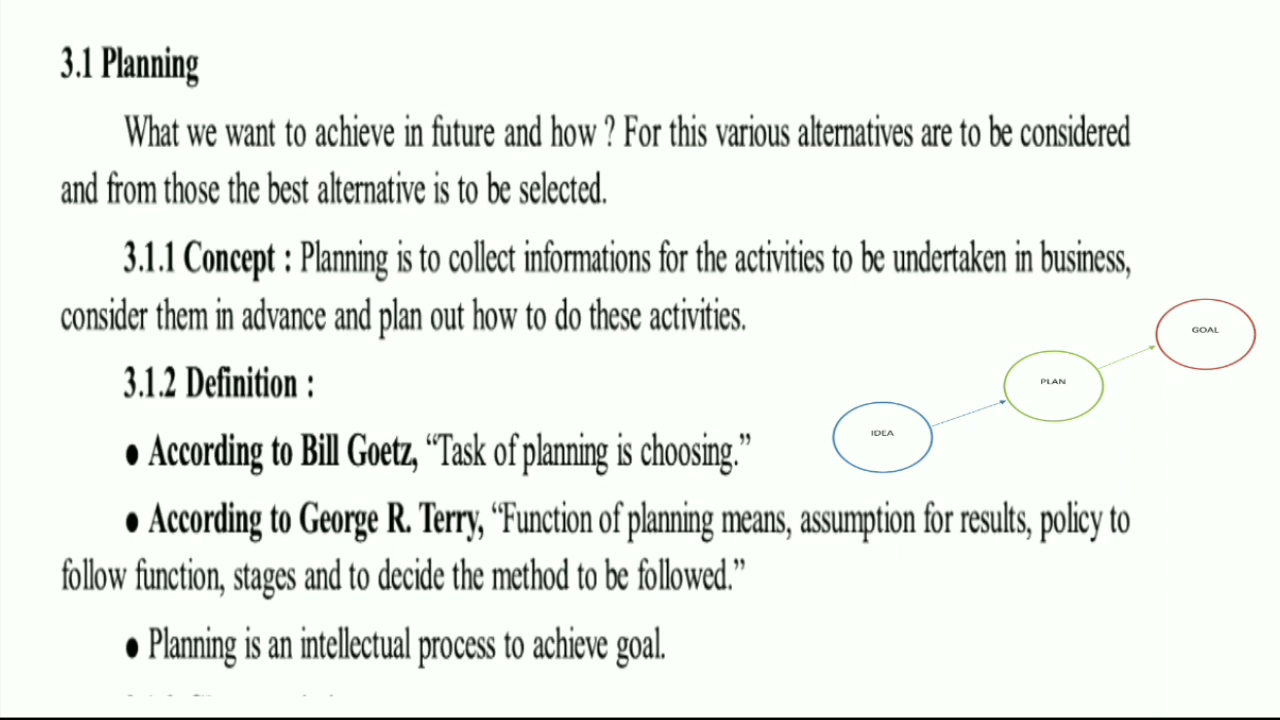 3.1 Planning
What we want to achieve in future and how ? For this various alternatives are to be considered
and from those the best alternative is to be selected.
3.1.1 Concept : Planning is to collect informations for the activities to be undertaken in business,
consider them in advance and plan out how to do these activities.
3.1.2 Definition :
● According to Bill Goetz, “Task of planning is choosing.”
● According to George R. Terry, “Function of planning means, assumption for results, policy to
follow function, stages and to decide the method to be followed.”
● Planning is an intellectual process to achieve goal.
GOAL
PLAN
IDEA